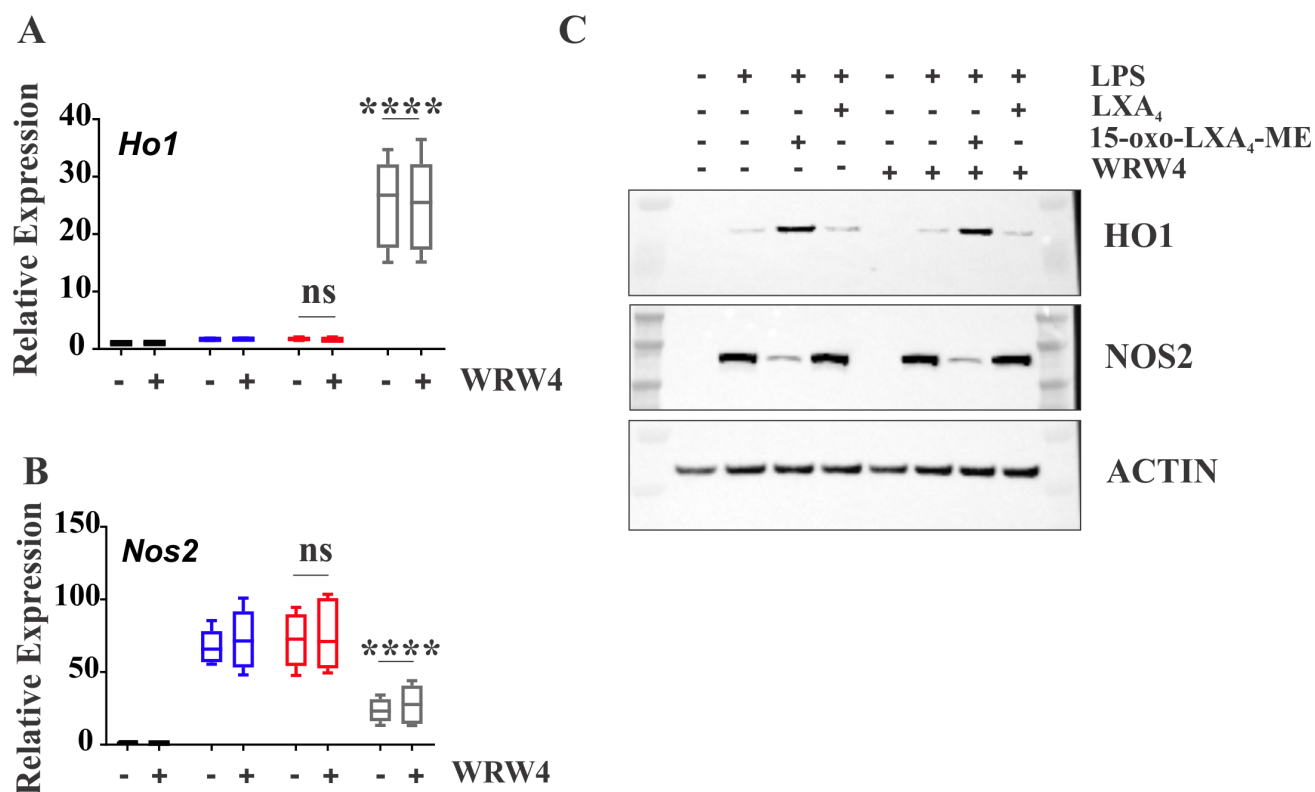 A
Relative Expression
40
30
20
10
0
Ho1
ns
****
- + - + - + - + WRW4
B
Relative Expression
150
100
50
0
Nos2
ns
****
- + - + - + - + WRW4
C
- + + + - + + + LPS
- - - + - - - + LXA₄
- - + - - - + - 15-oxo-LXA₄-ME
- - - - + + + + WRW4
HO1
NOS2
ACTIN